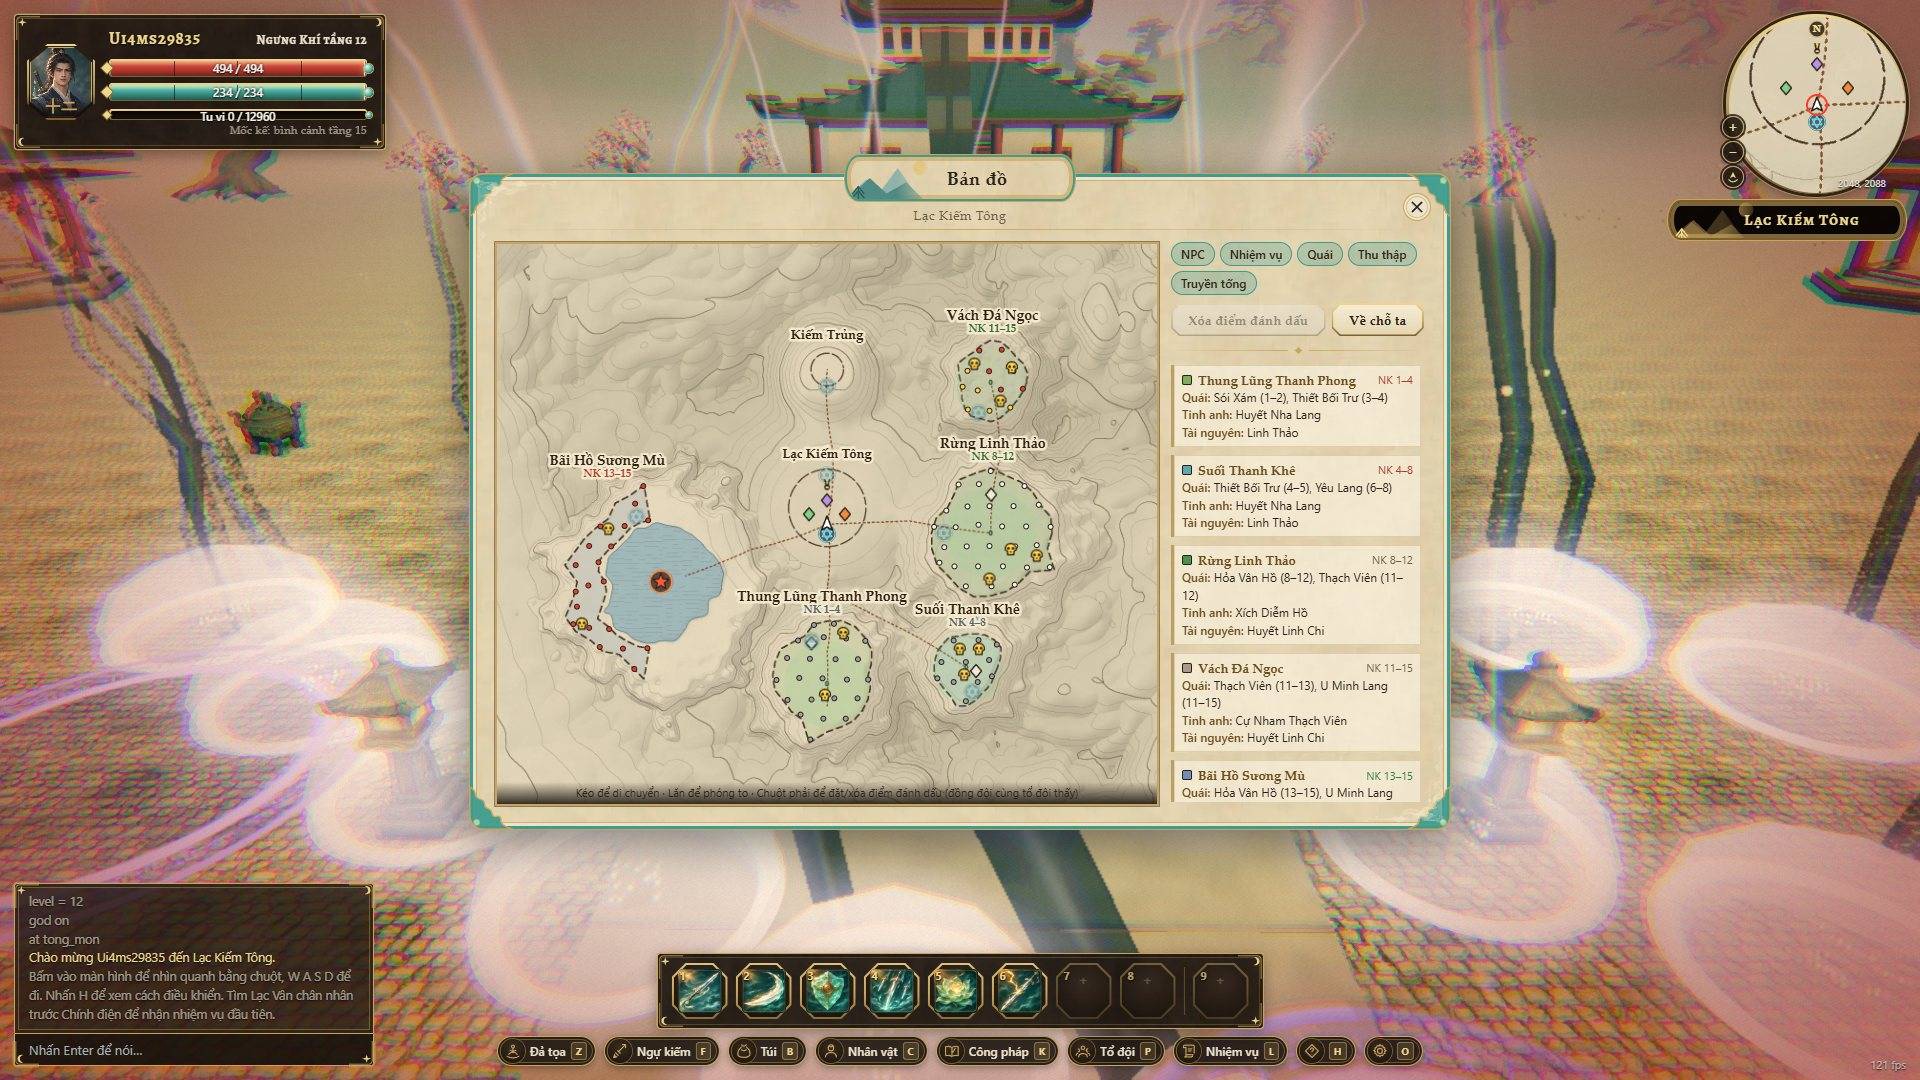 Ui4ms29835
Ngưng Khí tầng 12
494 / 494
234 / 234
Tu vi 0 / 12960
Mốc kế: bình cảnh tầng 15
N
2048, 2088
Lạc Kiếm Tông
Bản đồ
Lạc Kiếm Tông
Kiếm Trủng
Vách Đá Ngọc
NK 11–15
Lạc Kiếm Tông
Rừng Linh Thảo
NK 8–12
Bãi Hồ Sương Mù
NK 13–15
Thung Lũng Thanh Phong
NK 1–4
Suối Thanh Khê
NK 4–8
Kéo để di chuyển · Lăn để phóng to · Chuột phải để đặt/xóa điểm đánh dấu (đồng đội cùng tổ đội thấy)
NPC
Nhiệm vụ
Quái
Thu thập
Truyền tống
Xóa điểm đánh dấu
Về chỗ ta
Thung Lũng Thanh Phong NK 1–4
Quái: Sói Xám (1–2), Thiết Bối Trư (3–4)
Tinh anh: Huyết Nha Lang
Tài nguyên: Linh Thảo
Suối Thanh Khê NK 4–8
Quái: Thiết Bối Trư (4–5), Yêu Lang (6–8)
Tinh anh: Huyết Nha Lang
Tài nguyên: Linh Thảo
Rừng Linh Thảo NK 8–12
Quái: Hỏa Vân Hồ (8–12), Thạch Viên (11–
12)
Tinh anh: Xích Diễm Hồ
Tài nguyên: Huyết Linh Chi
Vách Đá Ngọc NK 11–15
Quái: Thạch Viên (11–13), U Minh Lang
(11–15)
Tinh anh: Cự Nham Thạch Viên
Tài nguyên: Huyết Linh Chi
Bãi Hồ Sương Mù NK 13–15
Quái: Hỏa Vân Hồ (13–15), U Minh Lang
level = 12
god on
at tong_mon
Chào mừng Ui4ms29835 đến Lạc Kiếm Tông.
Bấm vào màn hình để nhìn quanh bằng chuột, W A S D để
đi. Nhấn H để xem cách điều khiển. Tìm Lạc Vân chân nhân
trước Chính điện để nhận nhiệm vụ đầu tiên.
Nhấn Enter để nói...
1
2
3
4
5
6
7
8
9
Đả tọa Z
Ngự kiếm F
Túi B
Nhân vật C
Công pháp K
Tổ đội P
Nhiệm vụ L
H
O
121 fps